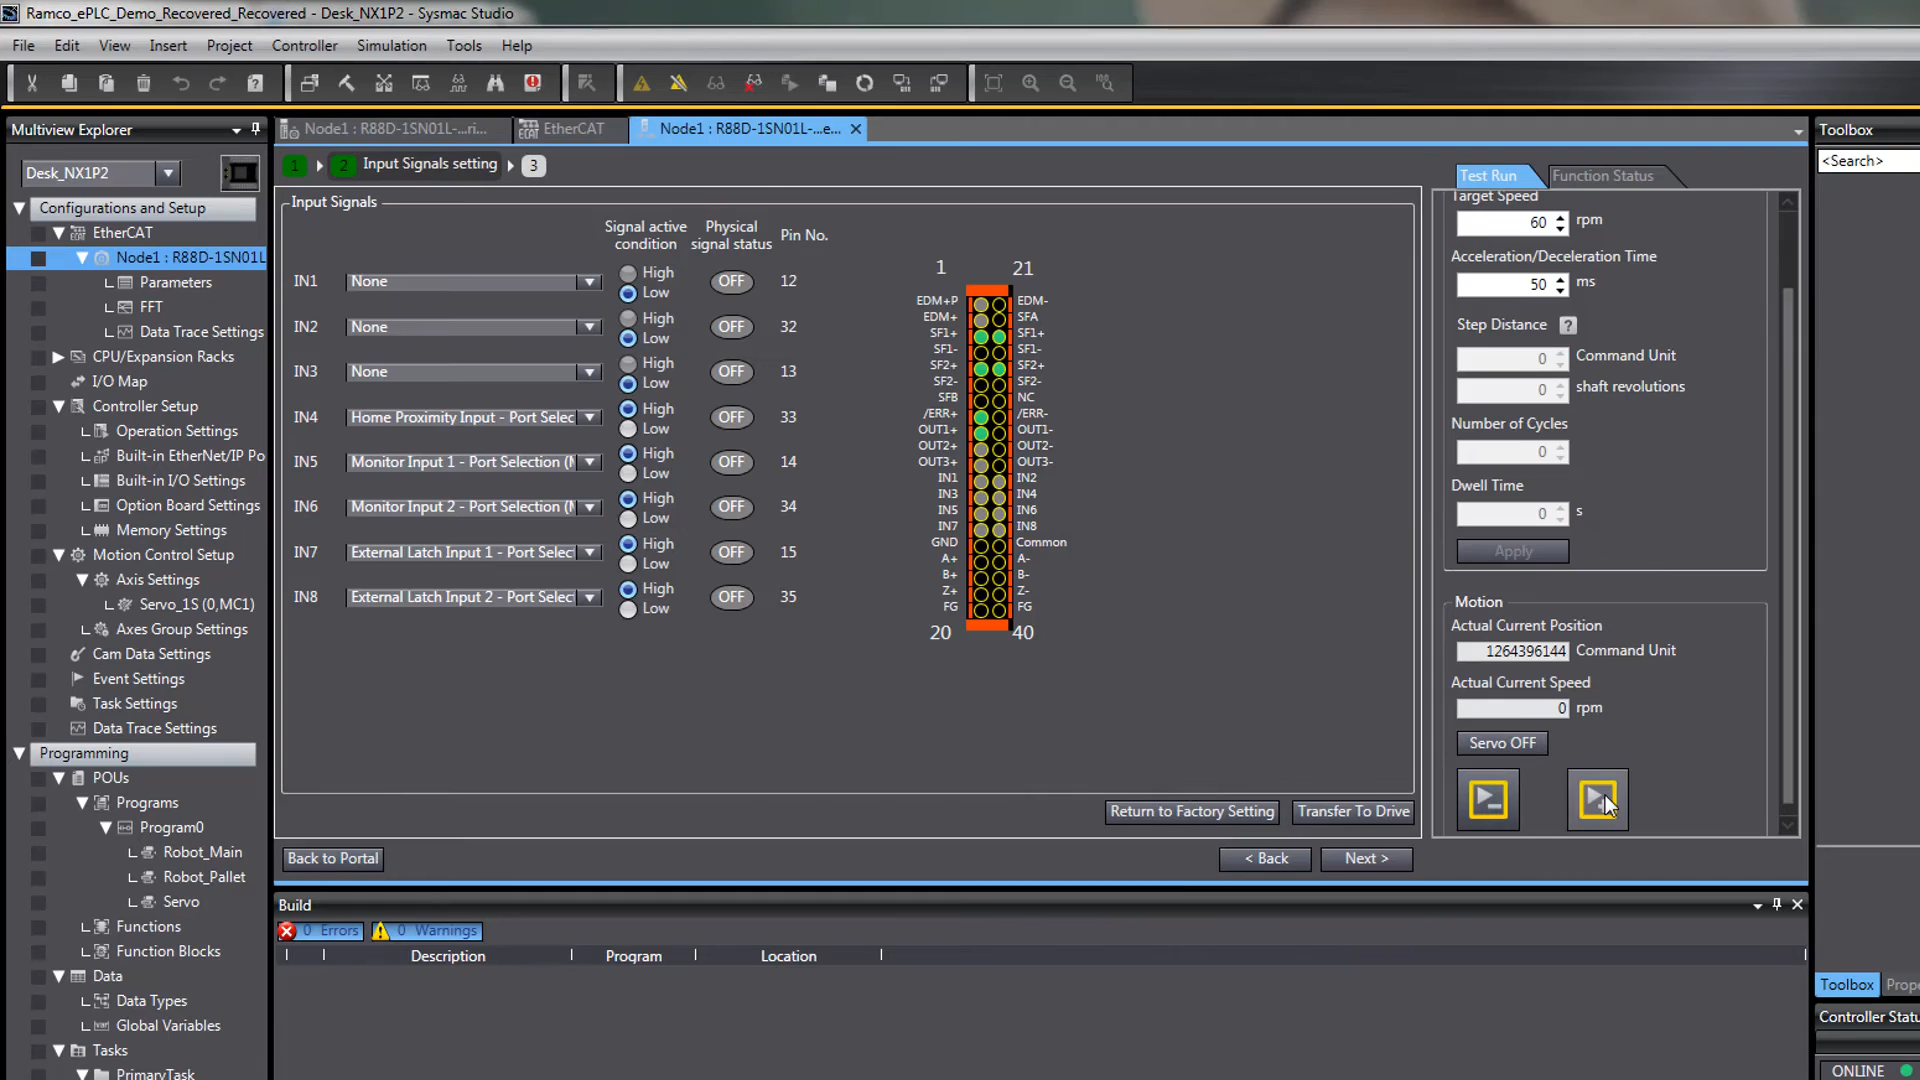 Ramco_ePLC_Demo_Recovered_Recovered - Desk_NX1P2 - Sysmac Studio
File Edit View Insert Project Controller Simulation Tools Help
Multiview Explorer
Desk_NX1P2
Configurations and Setup
EtherCAT
Node1 : R88D-1SN01L
Parameters
FFT
Data Trace Settings
CPU/Expansion Racks
I/O Map
Controller Setup
Operation Settings
Built-in EtherNet/IP Po
Built-in I/O Settings
Option Board Settings
Memory Settings
Motion Control Setup
Axis Settings
Servo_1S (0,MC1)
Axes Group Settings
Cam Data Settings
Event Settings
Task Settings
Data Trace Settings
Programming
POUs
Programs
Program0
Robot_Main
Robot_Pallet
Servo
Functions
Function Blocks
Data
Data Types
Global Variables
Tasks
PrimaryTask
Node1 : R88D-1SN01L-...ri... EtherCAT Node1 : R88D-1SN01L-...e...
1 2 Input Signals setting 3
Input Signals
Signal active condition Physical signal status Pin No.
IN1 None High Low OFF 12
IN2 None High Low OFF 32
IN3 None High Low OFF 13
IN4 Home Proximity Input - Port Selec High Low OFF 33
IN5 Monitor Input 1 - Port Selection (M High Low OFF 14
IN6 Monitor Input 2 - Port Selection (M High Low OFF 34
IN7 External Latch Input 1 - Port Select High Low OFF 15
IN8 External Latch Input 2 - Port Select High Low OFF 35
1 21
EDM+P EDM-
EDM+ SFA
SF1+ SF1+
SF1- SF1-
SF2+ SF2+
SF2- SF2-
SFB NC
/ERR+ /ERR-
OUT1+ OUT1-
OUT2+ OUT2-
OUT3+ OUT3-
IN1 IN2
IN3 IN4
IN5 IN6
IN7 IN8
GND Common
A+ A-
B+ B-
Z+ Z-
FG FG
20 40
Return to Factory Setting Transfer To Drive
Back to Portal < Back Next >
Test Run Function Status
Target Speed
60 rpm
Acceleration/Deceleration Time
50 ms
Step Distance ?
0 Command Unit
0 shaft revolutions
Number of Cycles
0
Dwell Time
0 s
Apply
Motion
Actual Current Position
1264396144 Command Unit
Actual Current Speed
0 rpm
Servo OFF
Build
0 Errors 0 Warnings
Description Program Location
Toolbox
<Search>
Toolbox Prope
Controller Statu
ONLINE